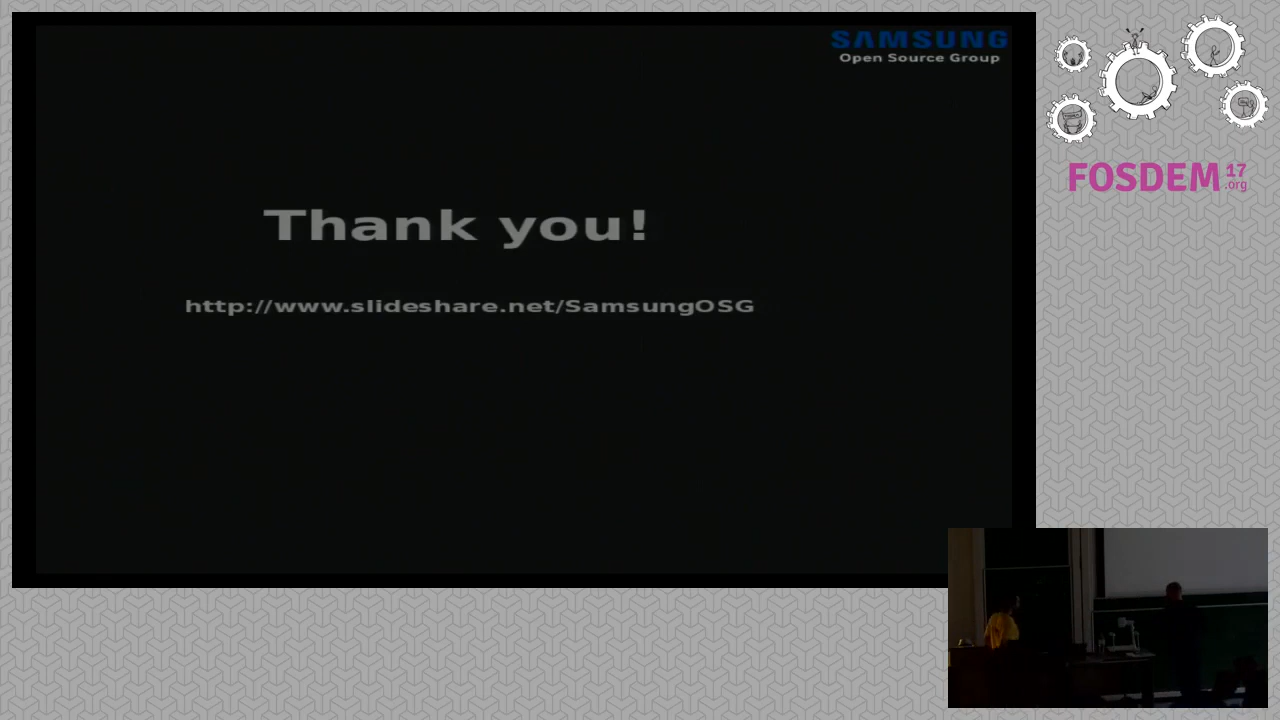 SAMSUNG
Open Source Group
Thank you!
http://www.slideshare.net/SamsungOSG
FOSDEM 17
.org